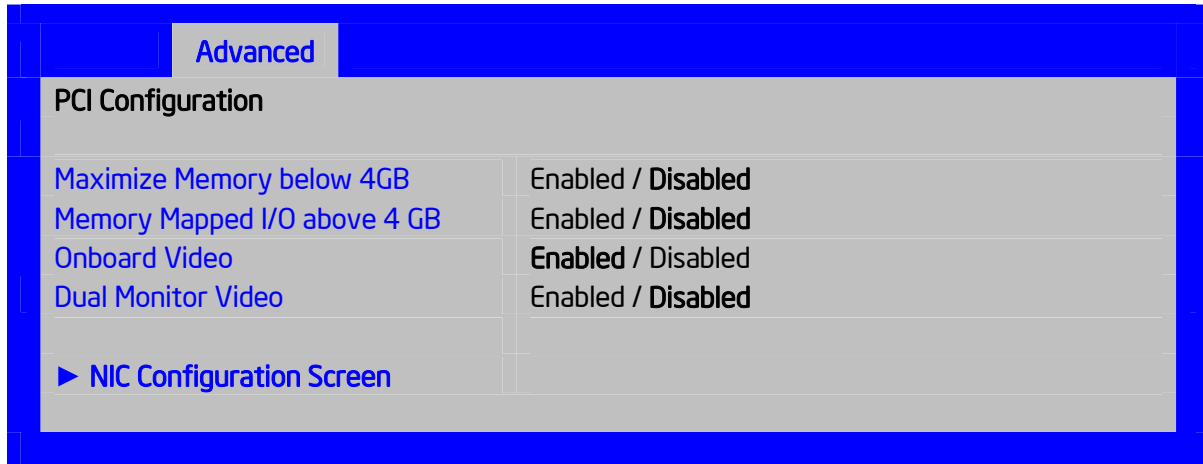 Advanced
PCI Configuration
Maximize Memory below 4GB Enabled / Disabled
Memory Mapped I/O above 4 GB Enabled / Disabled
Onboard Video Enabled / Disabled
Dual Monitor Video Enabled / Disabled
► NIC Configuration Screen